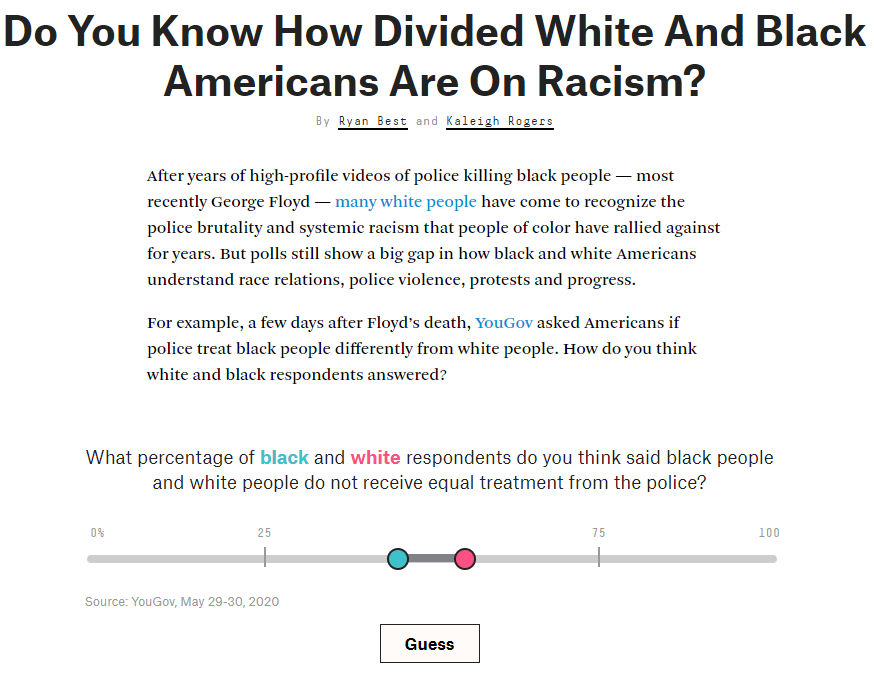 Do You Know How Divided White And Black
Americans Are On Racism?
By Ryan Best and Kaleigh Rogers
After years of high-profile videos of police killing black people — most
recently George Floyd — many white people have come to recognize the
police brutality and systemic racism that people of color have rallied against
for years. But polls still show a big gap in how black and white Americans
understand race relations, police violence, protests and progress.
For example, a few days after Floyd’s death, YouGov asked Americans if
police treat black people differently from white people. How do you think
white and black respondents answered?
What percentage of black and white respondents do you think said black people
and white people do not receive equal treatment from the police?
0% 25 75 100
Source: YouGov, May 29-30, 2020
Guess